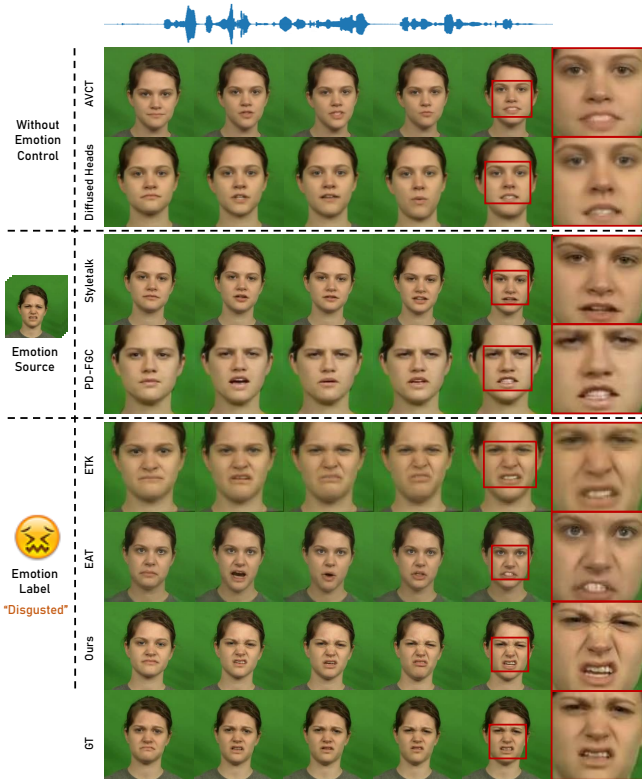 AVCT
Without
Emotion
Control
Diffused Heads
Styletalk
Emotion
Source
PD-FGC
ETK
EAT
Emotion
Label
"Disgusted"
Ours
GT